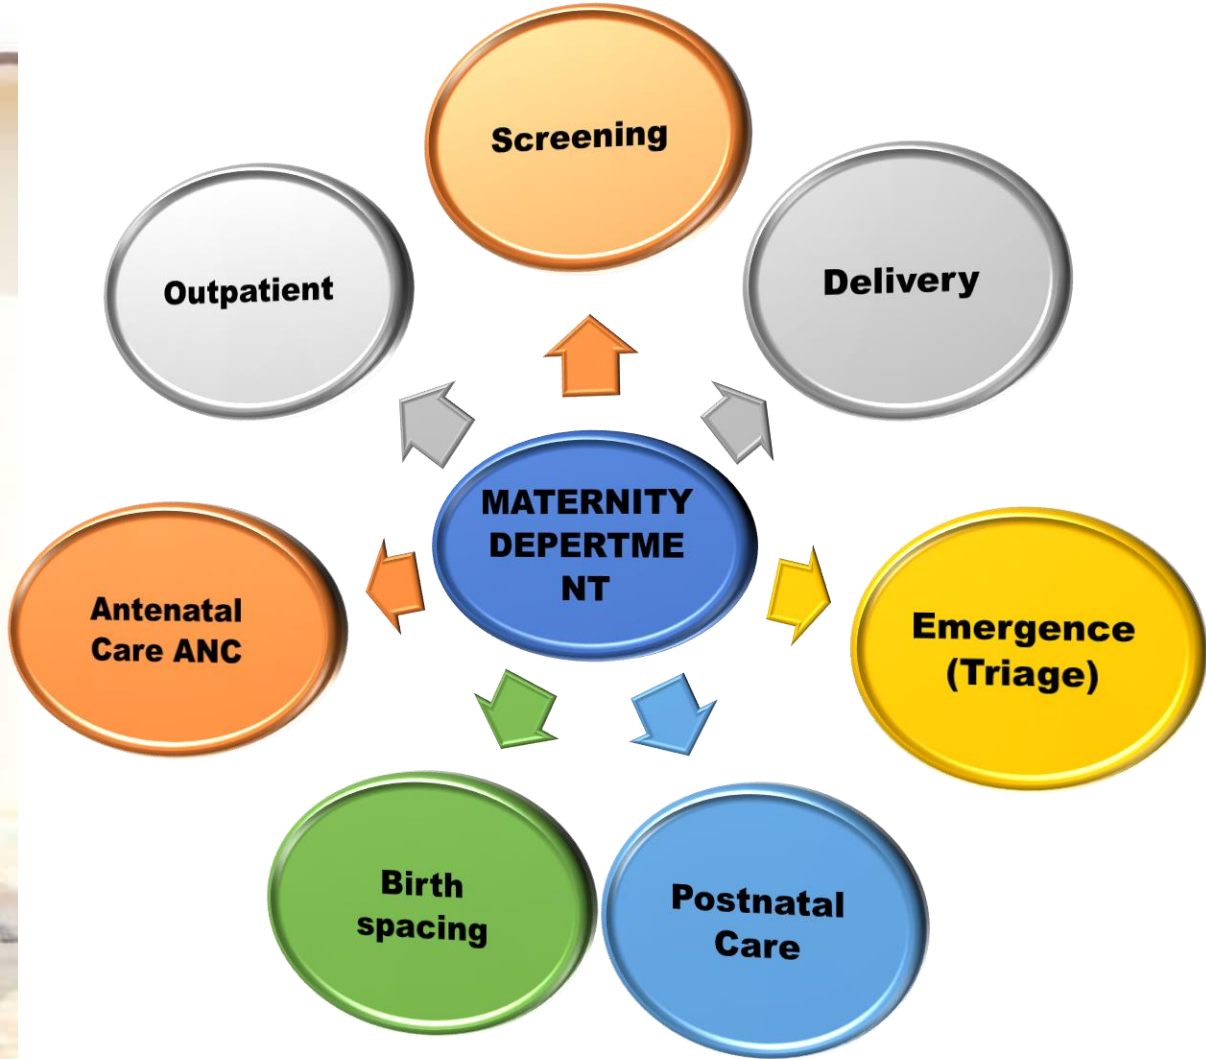 Screening
Outpatient
Delivery
MATERNITY
DEPERTME
NT
Antenatal
Care ANC
Emergence
(Triage)
Birth
spacing
Postnatal
Care